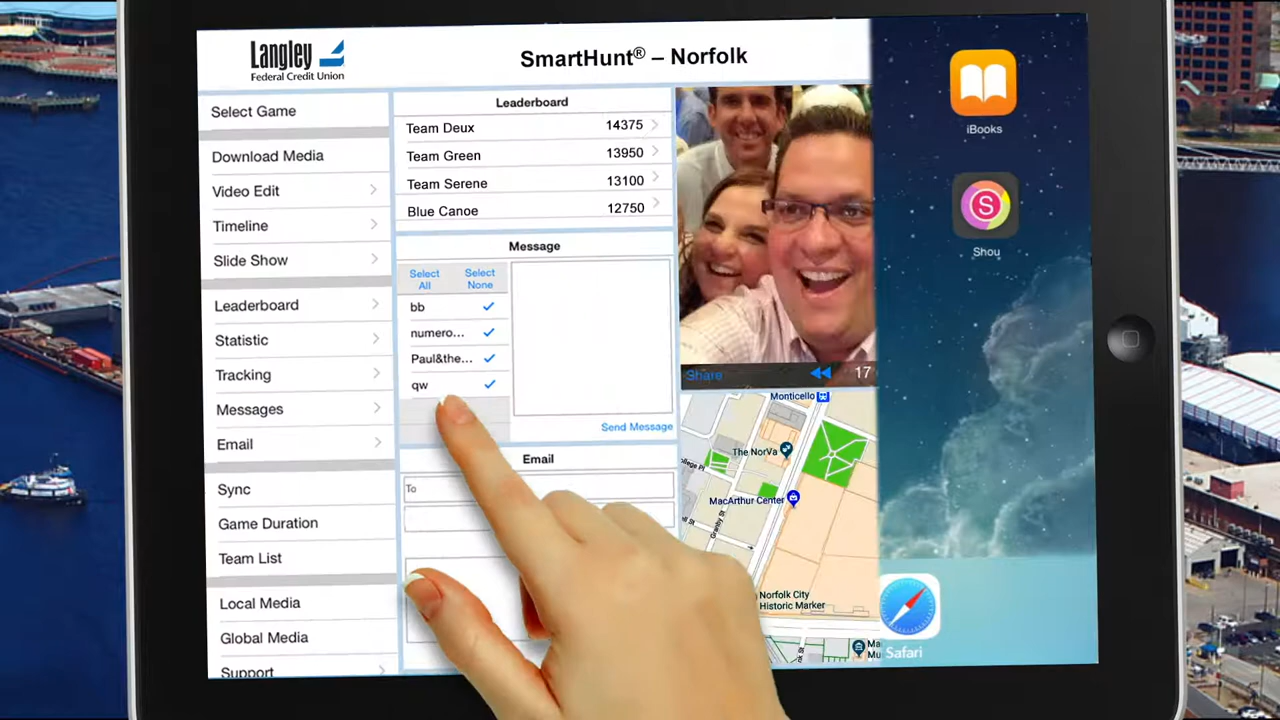 Langley
Federal Credit Union
SmartHunt® – Norfolk
Select Game
Download Media
Video Edit
Timeline
Slide Show
Leaderboard
Statistic
Tracking
Messages
Email
Sync
Game Duration
Team List
Local Media
Global Media
Support
Leaderboard
Team Deux 14375
Team Green 13950
Team Serene 13100
Blue Canoe 12750
Message
Select All
Select None
bb
numero...
Paul&the...
qw
Send Message
Email
To
Share
17
Monticello
The NorVa
MacArthur Center
Granby St
Norfolk City
Historic Marker
iBooks
S
Shou
Safari